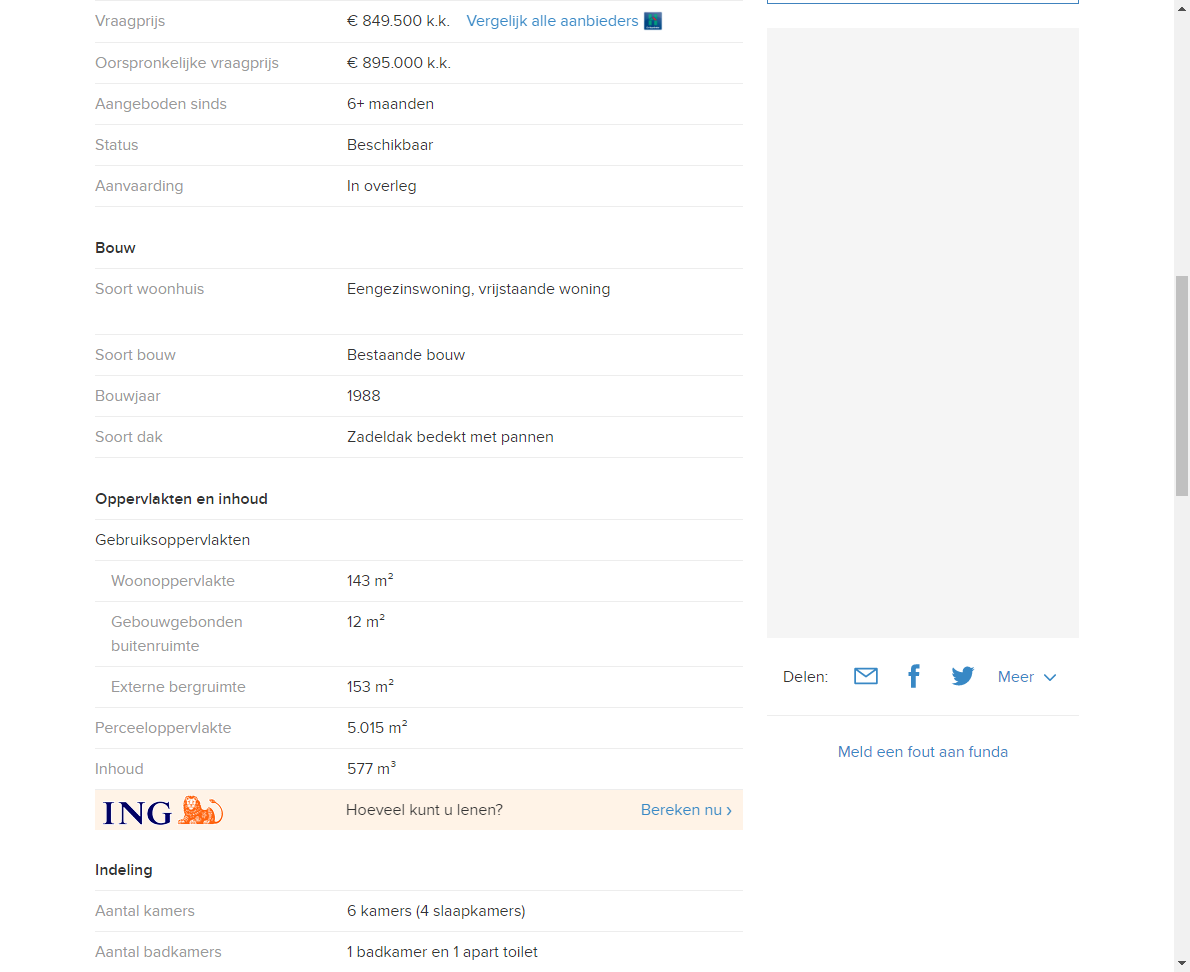 Vraagprijs € 849.500 k.k. Vergelijk alle aanbieders
Oorspronkelijke vraagprijs € 895.000 k.k.
Aangeboden sinds 6+ maanden
Status Beschikbaar
Aanvaarding In overleg
Bouw
Soort woonhuis Eengezinswoning, vrijstaande woning
Soort bouw Bestaande bouw
Bouwjaar 1988
Soort dak Zadeldak bedekt met pannen
Oppervlakten en inhoud
Gebruiksoppervlakten
Woonoppervlakte 143 m²
Gebouwgebonden 12 m²
buitenruimte
Externe bergruimte 153 m²
Perceeloppervlakte 5.015 m²
Inhoud 577 m³
ING Hoeveel kunt u lenen? Bereken nu ›
Indeling
Aantal kamers 6 kamers (4 slaapkamers)
Aantal badkamers 1 badkamer en 1 apart toilet
Delen: Meer
Meld een fout aan funda